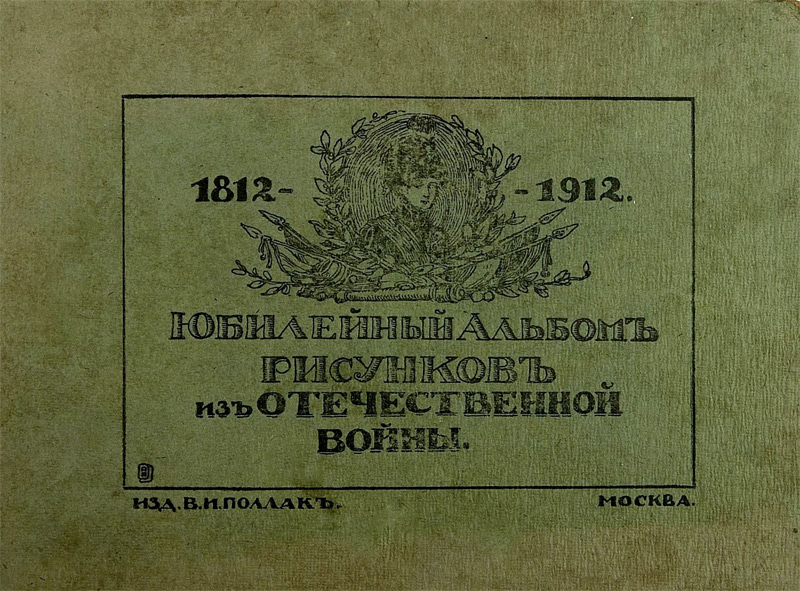 1812- -1912.
ЮБИЛЕЙНЫЙ АЛЬБОМЪ
РИСУНКОВЪ
изъ ОТЕЧЕСТВЕННОЙ
ВОЙНЫ.
ИЗД. В. И. ПОЛЛАКЪ. МОСКВА.